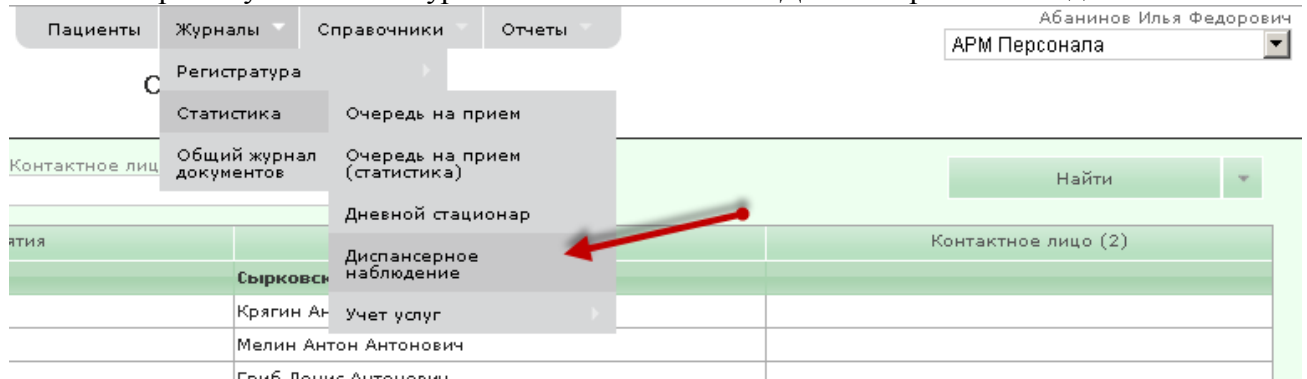 Абанинов Илья Федорович
Пациенты Журналы Справочники Отчеты
АРМ Персонала
Регистратура
С
Статистика
Очередь на прием
Общий журнал документов
Контактное лиц
Очередь на прием
(статистика)
Найти
Дневной стационар
ятия
Контактное лицо (2)
Диспансерное
наблюдение
Сырковск
Крягин Ан
Учет услуг
Мелин Антон Антонович